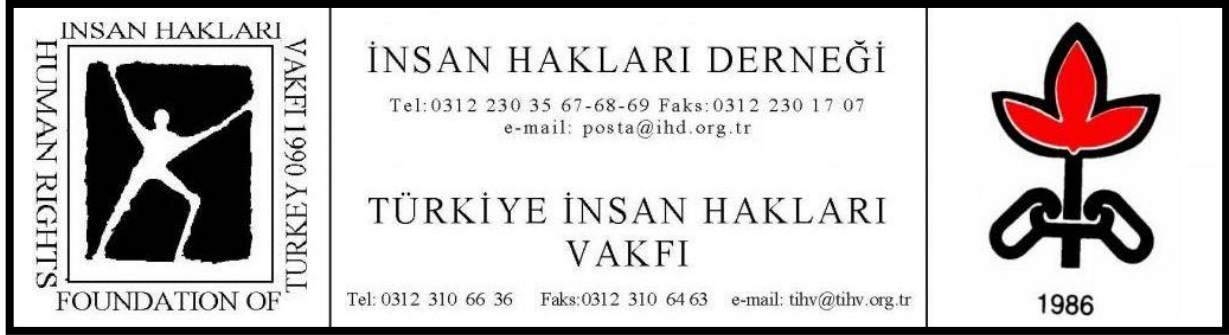 INSAN HAKLARI
VAKFI 1990 YEKRUT
HUMAN RIGHTS
FOUNDATION OF
TURKEY
İNSAN HAKLARI DERNEĞİ
Tel:0312 230 35 67-68-69 Faks:0312 230 17 07
e-mail: posta@ihd.org.tr
TÜRKİYE İNSAN HAKLARI
VAKFI
Tel: 0312 310 66 36 Faks:0312 310 64 63 e-mail: tihv@tihv.org.tr
1986